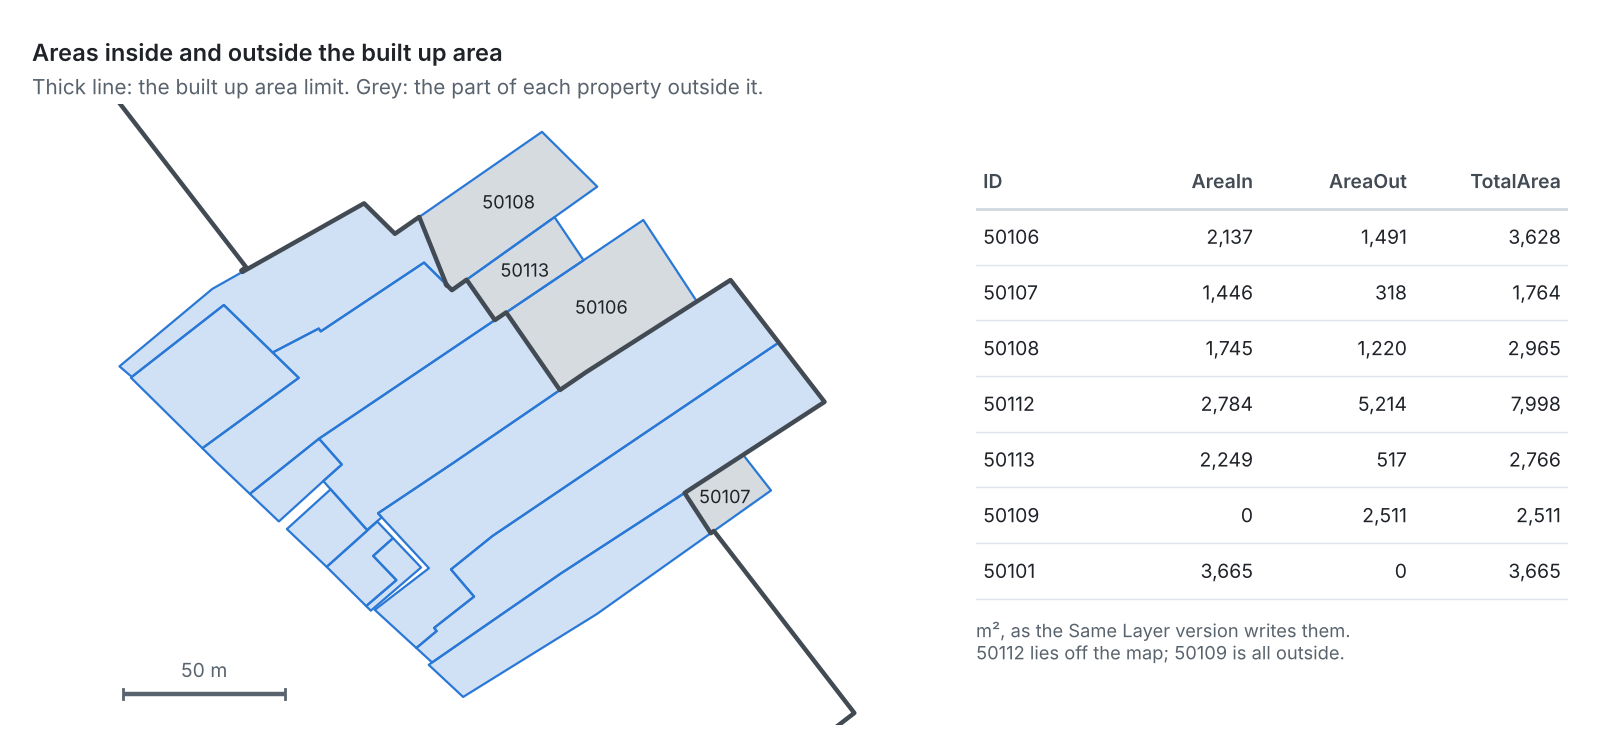 Areas inside and outside the built up area
Thick line: the built up area limit. Grey: the part of each property outside it.
50108
50113
50106
50107
50 m
ID AreaIn AreaOut TotalArea
50106 2,137 1,491 3,628
50107 1,446 318 1,764
50108 1,745 1,220 2,965
50112 2,784 5,214 7,998
50113 2,249 517 2,766
50109 0 2,511 2,511
50101 3,665 0 3,665
m², as the Same Layer version writes them.
50112 lies off the map; 50109 is all outside.